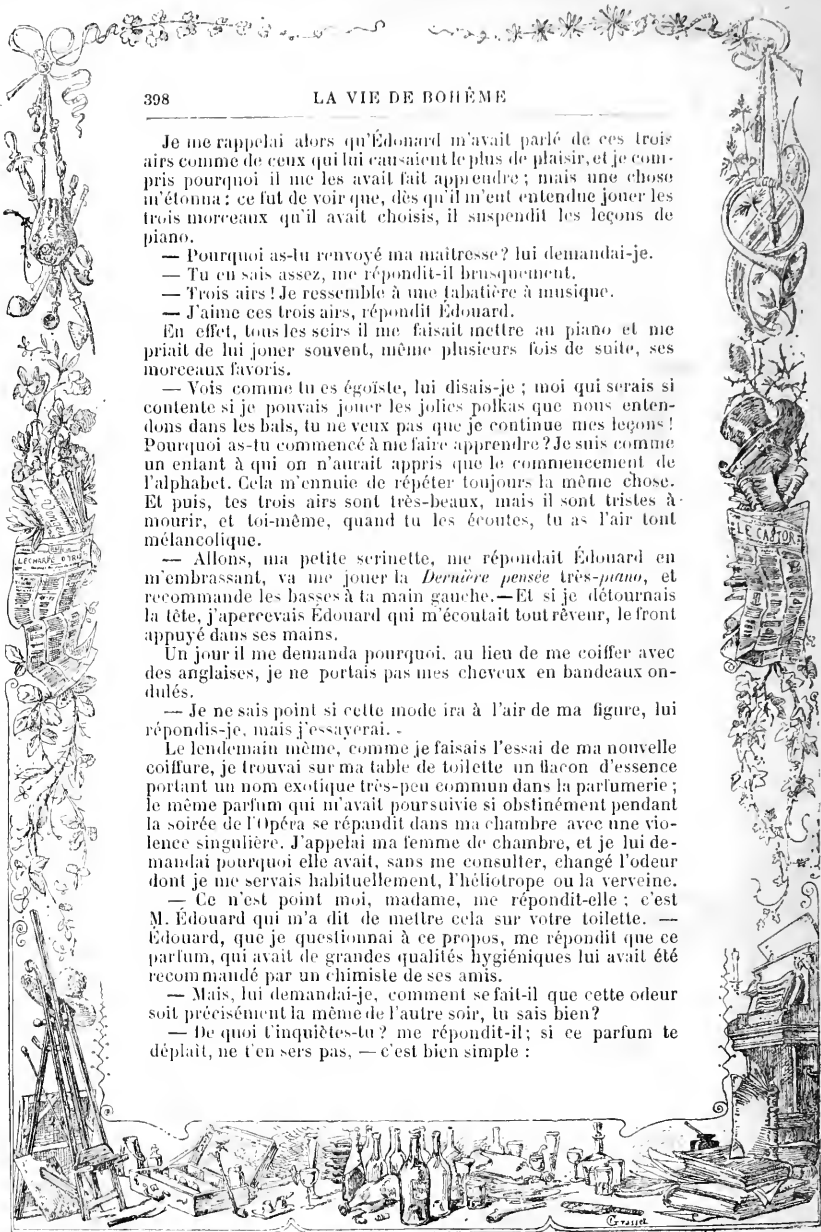 398 LA VIE DE BOHÊME
Je me rappelai alors qu'Édouard m'avait parlé de ces trois
airs comme de ceux qui lui causaient le plus de plaisir, et je com-
pris pourquoi il me les avait fait apprendre ; mais une chose
m'étonna : ce fut de voir que, dès qu'il m'eut entendue jouer les
trois morceaux qu'il avait choisis, il suspendit les leçons de
piano.
— Pourquoi as-tu renvoyé ma maîtresse? lui demandai-je.
— Tu en sais assez, me répondit-il brusquement.
— Trois airs ! Je ressemble à une tabatière à musique.
— J'aime ces trois airs, répondit Édouard.
En effet, tous les soirs il me faisait mettre au piano et me
priait de lui jouer souvent, même plusieurs fois de suite, ses
morceaux favoris.
— Vois comme tu es égoïste, lui disais-je ; moi qui serais si
contente si je pouvais jouer les jolies polkas que nous enten-
dons dans les bals, tu ne veux pas que je continue mes leçons !
Pourquoi as-tu commencé à me faire apprendre ? Je suis comme
un enfant à qui on n'aurait appris que le commencement de
l'alphabet. Cela m'ennuie de répéter toujours la même chose.
Et puis, tes trois airs sont très-beaux, mais il sont tristes à
mourir, et toi-même, quand tu les écoutes, tu as l'air tout
mélancolique.
— Allons, ma petite serinette, me répondait Édouard en
m'embrassant, va me jouer la Dernière pensée très-piano, et
recommande les basses à ta main gauche.—Et si je détournais
la tête, j'apercevais Édouard qui m'écoutait tout rêveur, le front
appuyé dans ses mains.
Un jour il me demanda pourquoi, au lieu de me coiffer avec
des anglaises, je ne portais pas mes cheveux en bandeaux on-
dulés.
— Je ne sais point si cette mode ira à l'air de ma figure, lui
répondis-je, mais j'essayerai.
Le lendemain même, comme je faisais l'essai de ma nouvelle
coiffure, je trouvai sur ma table de toilette un flacon d'essence
portant un nom exotique très-peu commun dans la parfumerie ;
le même parfum qui m'avait poursuivie si obstinément pendant
la soirée de l'Opéra se répandit dans ma chambre avec une vio-
lence singulière. J'appelai ma femme de chambre, et je lui de-
mandai pourquoi elle avait, sans me consulter, changé l'odeur
dont je me servais habituellement, l'héliotrope ou la verveine.
— Ce n'est point moi, madame, me répondit-elle ; c'est
M. Édouard qui m'a dit de mettre cela sur votre toilette. —
Édouard, que je questionnai à ce propos, me répondit que ce
parfum, qui avait de grandes qualités hygiéniques lui avait été
recommandé par un chimiste de ses amis.
— Mais, lui demandai-je, comment se fait-il que cette odeur
soit précisément la même de l'autre soir, tu sais bien?
— De quoi t'inquiètes-tu ? me répondit-il ; si ce parfum te
déplaît, ne t'en sers pas, — c'est bien simple :
L'ECHARPE D'IRIS
LE CASTOR
Grasset